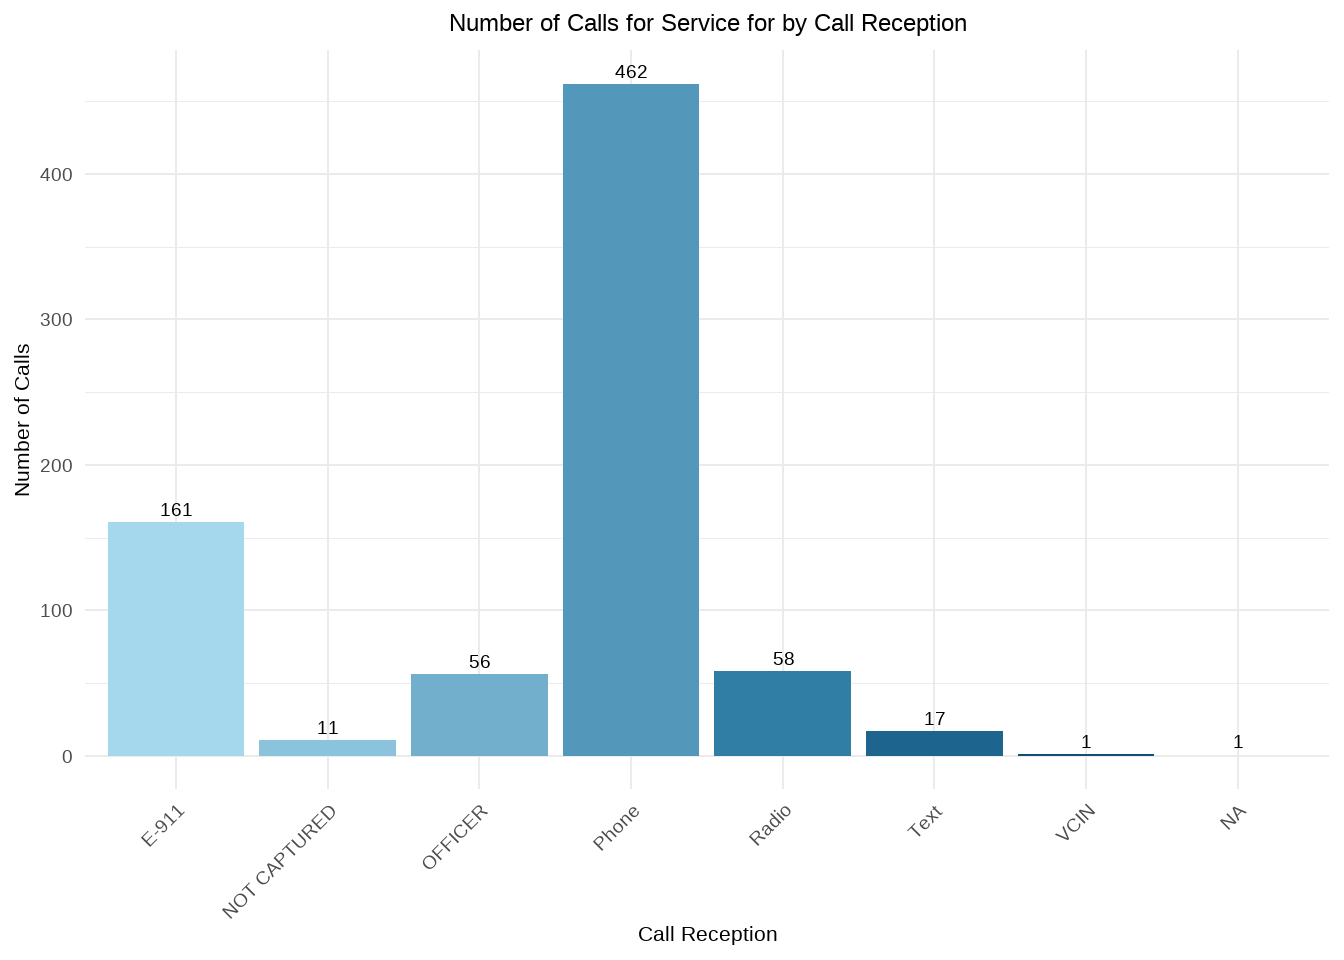 Number of Calls for Service for by Call Reception
462
400
300
Number of Calls
200
161
100
58
56
17
11
1
1
0
E-911
NOT CAPTURED
OFFICER
Phone
Radio
Text
VCIN
NA
Call Reception